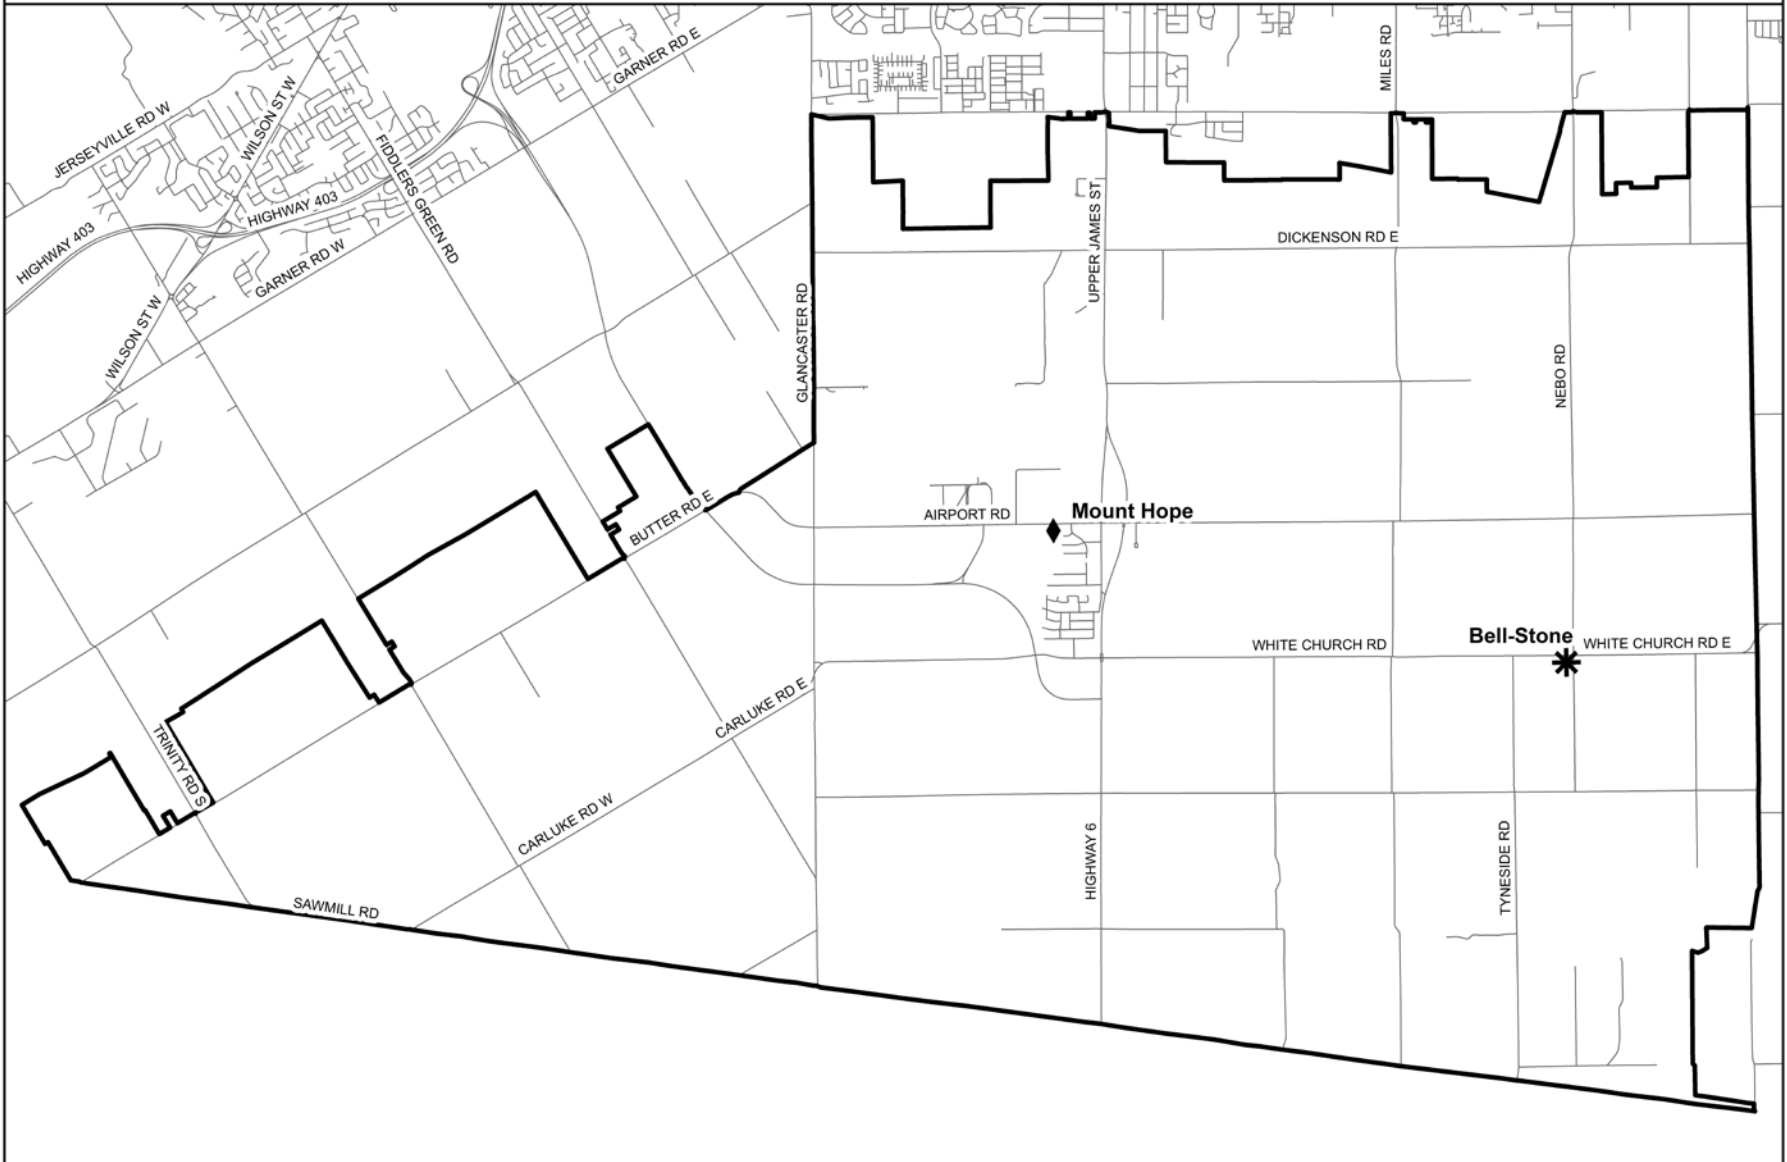 MILES RD
GARNER RD E
WILSON ST W
JERSEYVILLE RD W
FIDDLERS GREEN RD
HIGHWAY 403
HIGHWAY 403
GARNER RD W
UPPER JAMES ST
DICKENSON RD E
WILSON ST W
GLANCASTER RD
NEBO RD
BUTTER RD E
AIRPORT RD
Mount Hope
Bell-Stone
WHITE CHURCH RD
WHITE CHURCH RD E
CARLUKE RD E
TRINITY RD S
CARLUKE RD W
HIGHWAY 6
TYNESIDE RD
SAWMILL RD